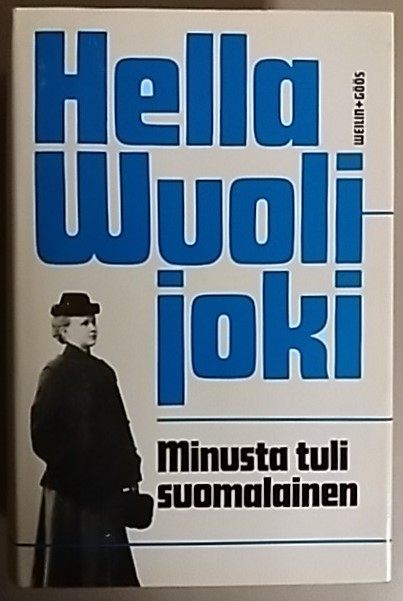 Hella
Wuoli
joki
WEILIN+GÖÖS
Minusta tuli
suomalainen